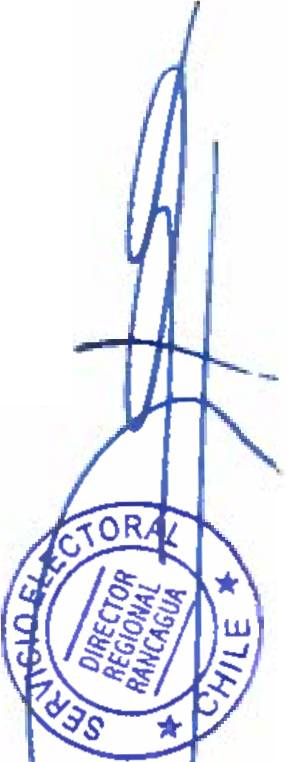 SERVICIO ELECTORAL
★ CHILE ★
DIRECTOR
REGIONAL
RANCAGUA